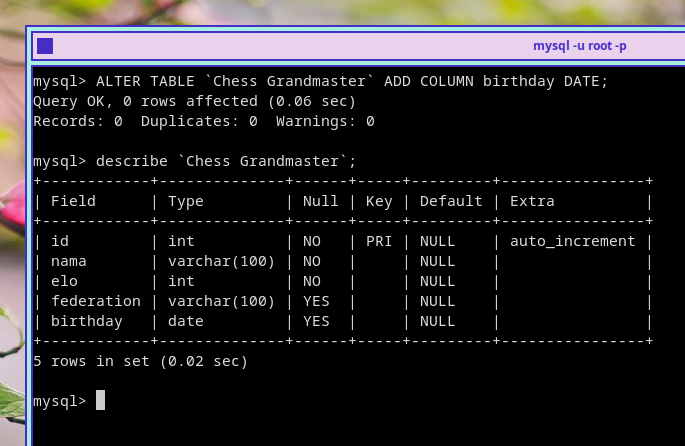 mysql -u root -p
mysql> ALTER TABLE `Chess Grandmaster` ADD COLUMN birthday DATE;
Query OK, 0 rows affected (0.06 sec)
Records: 0  Duplicates: 0  Warnings: 0
mysql> describe `Chess Grandmaster`;
+------------+--------------+------+-----+---------+----------------+
| Field      | Type         | Null | Key | Default | Extra          |
+------------+--------------+------+-----+---------+----------------+
| id         | int          | NO   | PRI | NULL    | auto_increment |
| nama       | varchar(100) | NO   |     | NULL    |                |
| elo        | int          | NO   |     | NULL    |                |
| federation | varchar(100) | YES  |     | NULL    |                |
| birthday   | date         | YES  |     | NULL    |                |
+------------+--------------+------+-----+---------+----------------+
5 rows in set (0.02 sec)
mysql>